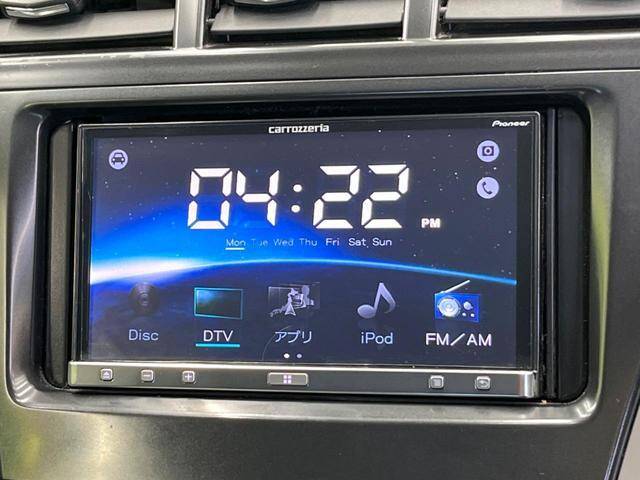 carrozzeria
Pioneer
04:22
PM
Mon Tue Wed Thu Fri Sat Sun
Disc
DTV
アプリ
iPod
FM／AM